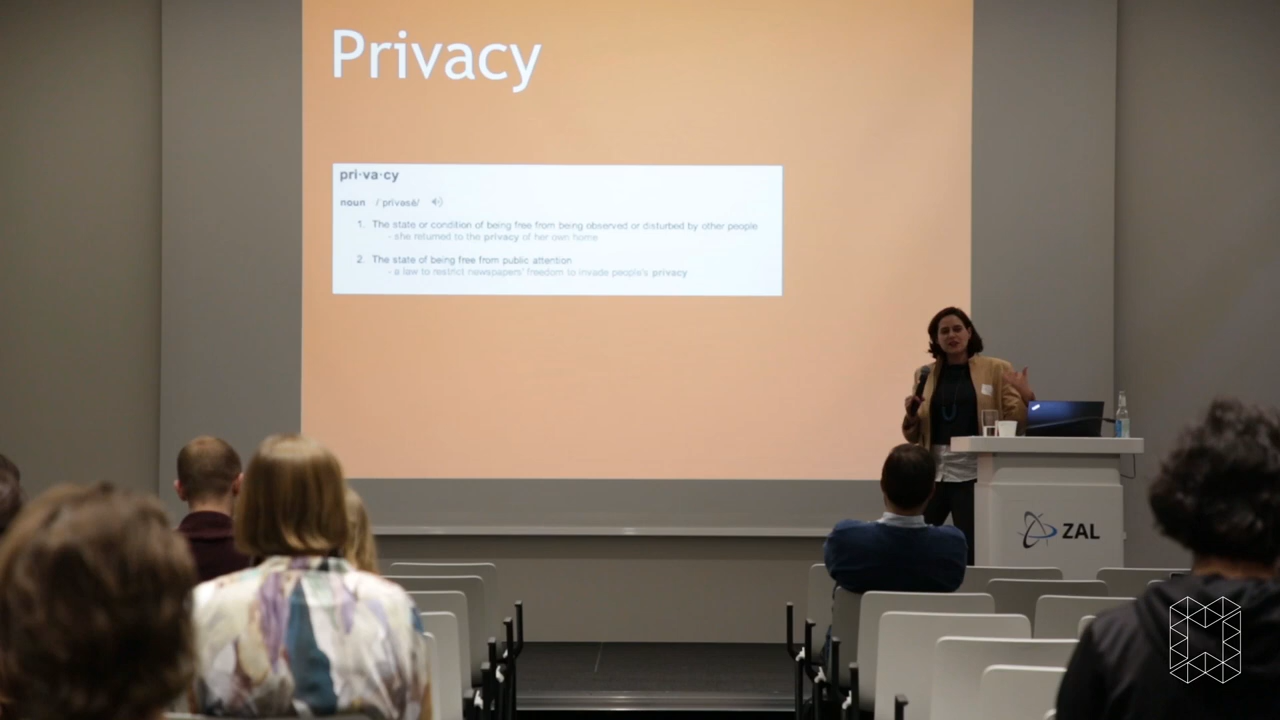 Privacy
pri·va·cy
noun / privəsē/
1. The state or condition of being free from being observed or disturbed by other people
- she returned to the privacy of her own home
2. The state of being free from public attention
- a law to restrict newspapers' freedom to invade people's privacy
ZAL